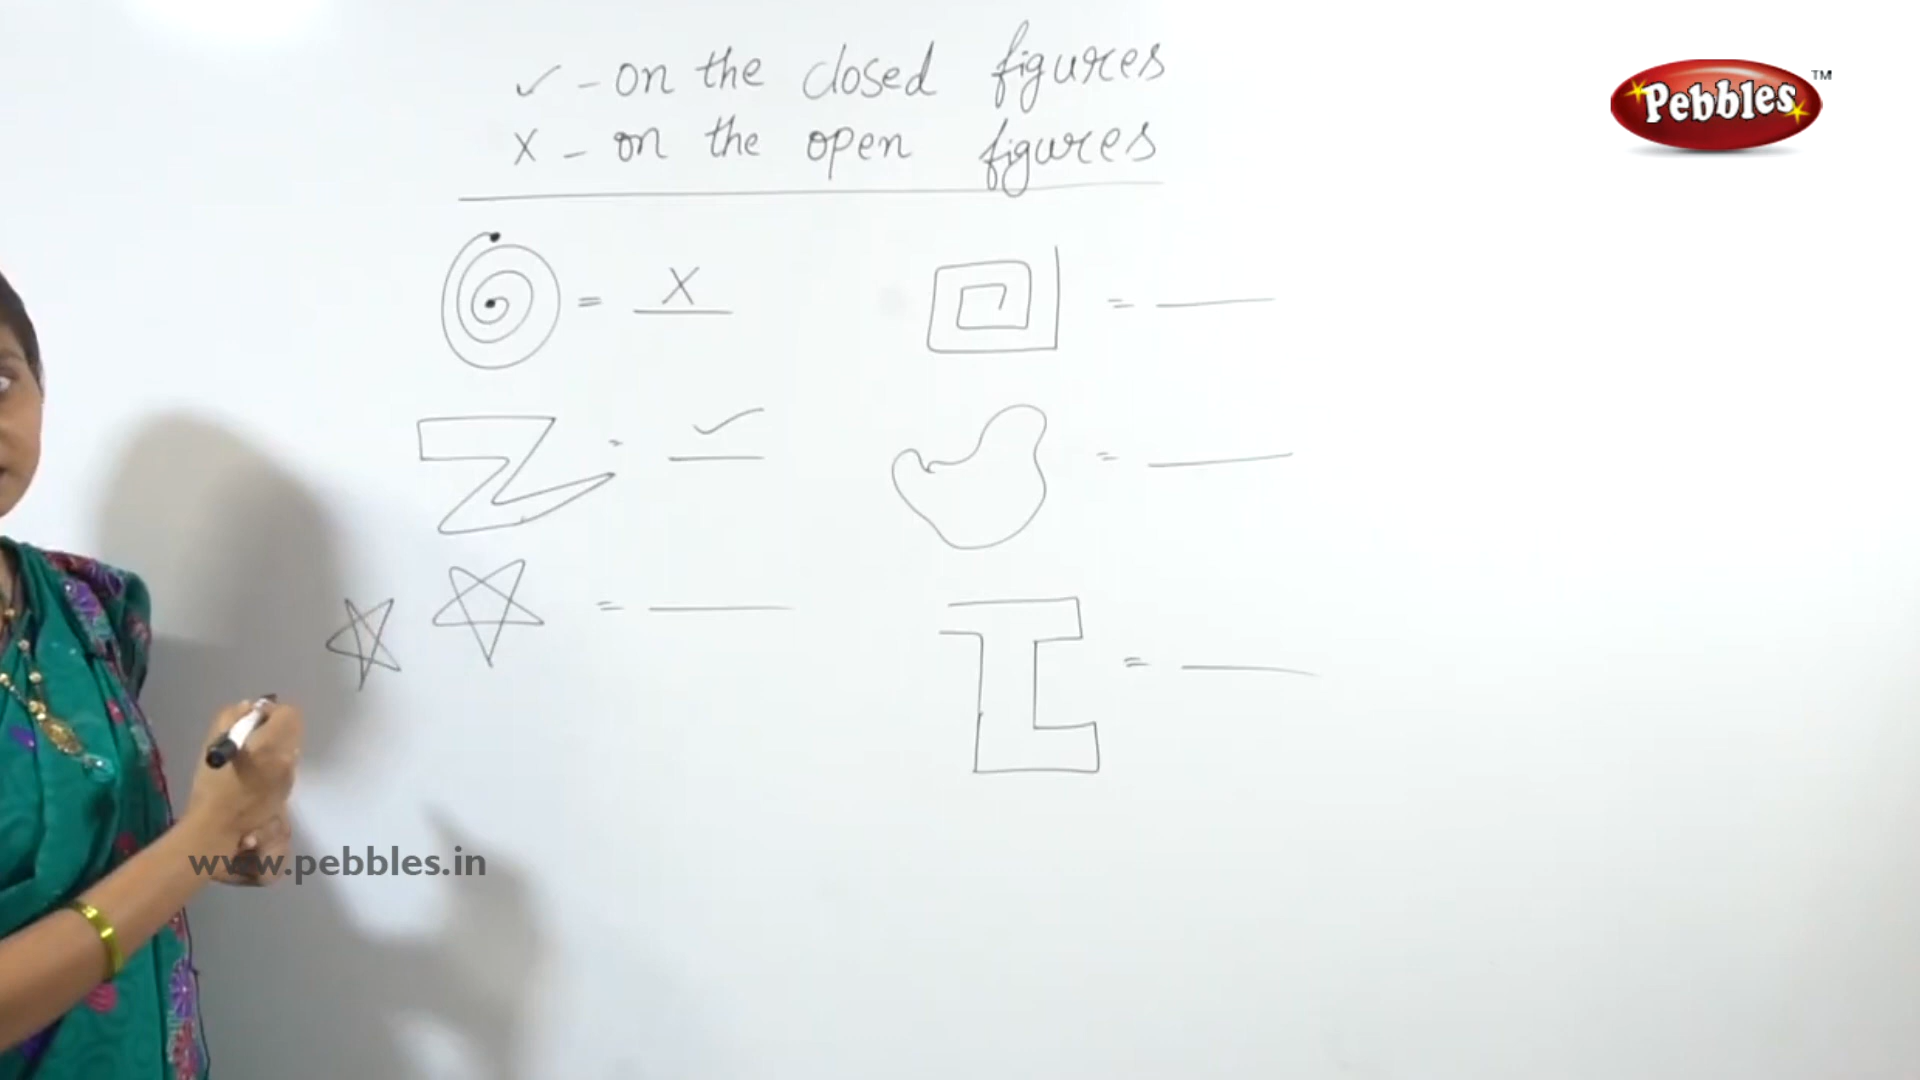 ✓ - on the closed figures
x - on the open figures
= x
=
= ✓
=
=
=
Pebbles™
www.pebbles.in